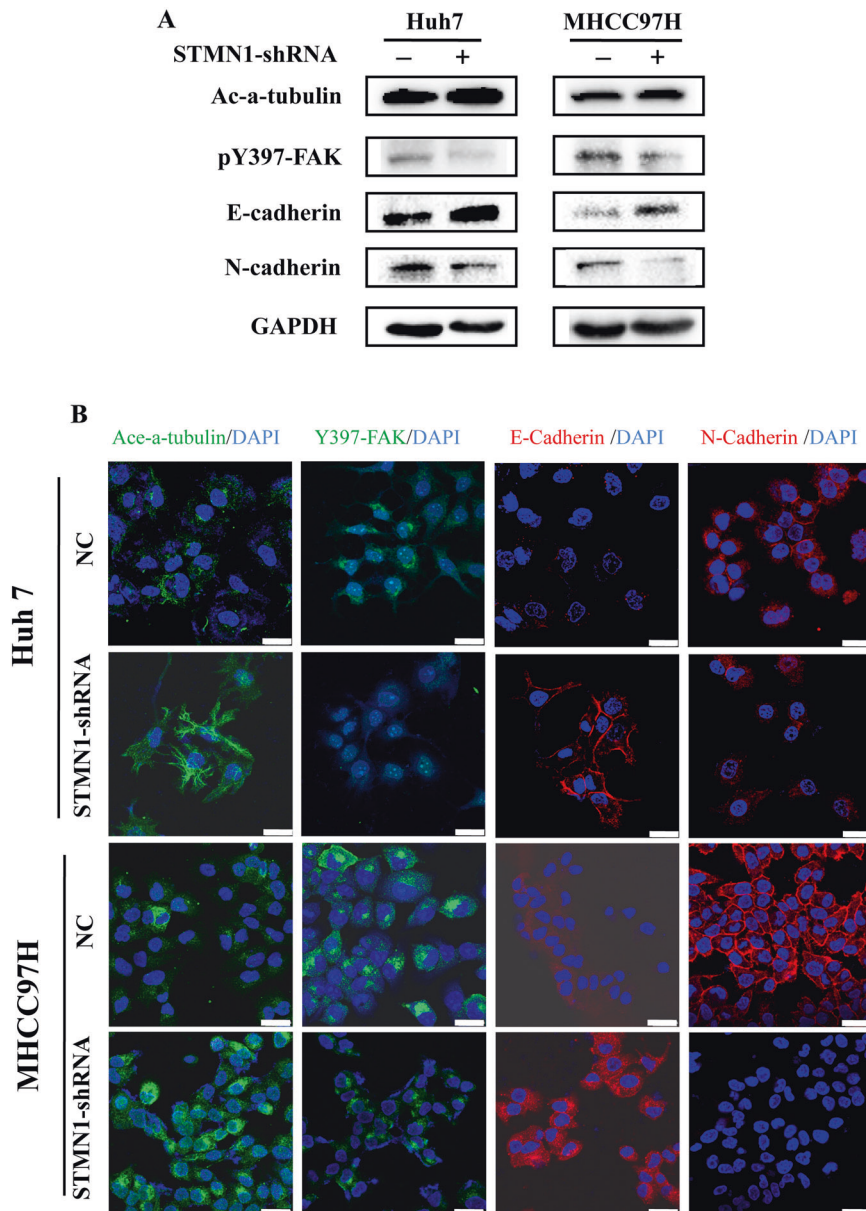 A
Huh7 MHCC97H
STMN1-shRNA − + − +
Ac-a-tubulin
pY397-FAK
E-cadherin
N-cadherin
GAPDH
B
Ace-a-tubulin/DAPI Y397-FAK/DAPI E-Cadherin /DAPI N-Cadherin /DAPI
Huh 7
NC
STMN1-shRNA
MHCC97H
NC
STMN1-shRNA